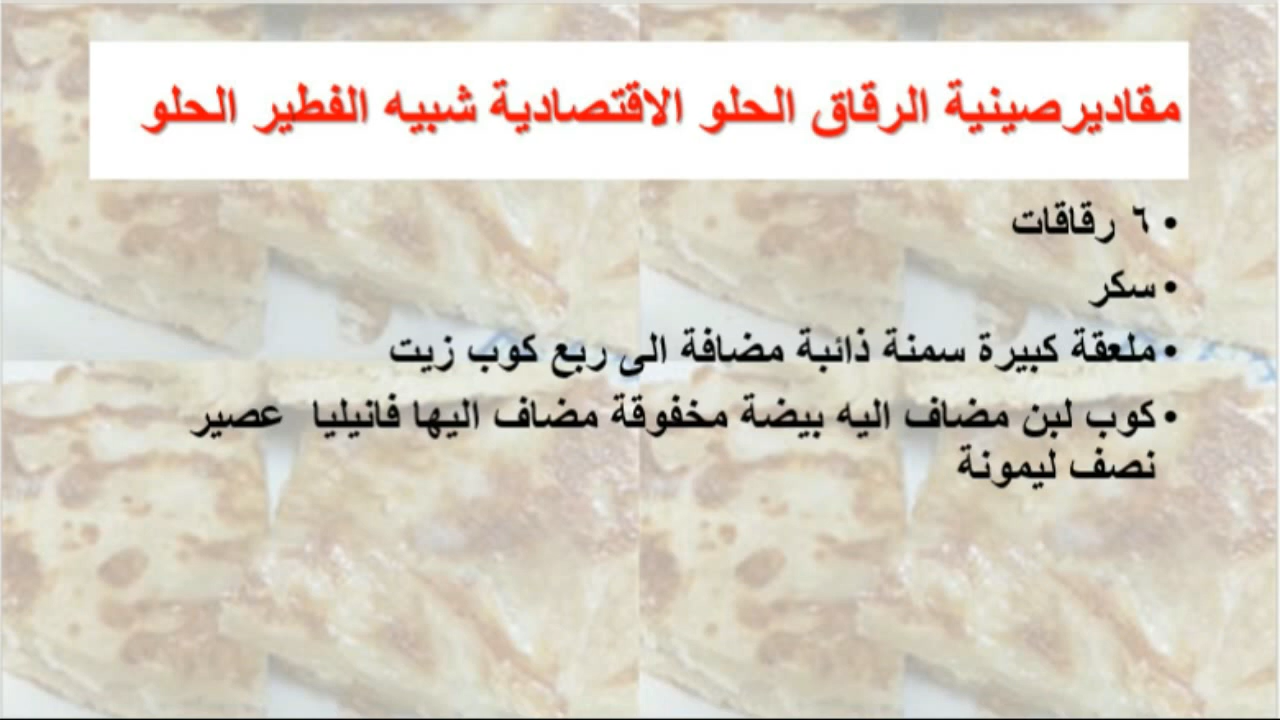 مقاديرصينية الرقاق الحلو الاقتصادية شبيه الفطير الحلو
• ٦ رقاقات
• سكر
• ملعقة كبيرة سمنة ذائبة مضافة الى ربع كوب زيت
• كوب لبن مضاف اليه بيضة مخفوقة مضاف اليها فانيليا عصير
نصف ليمونة